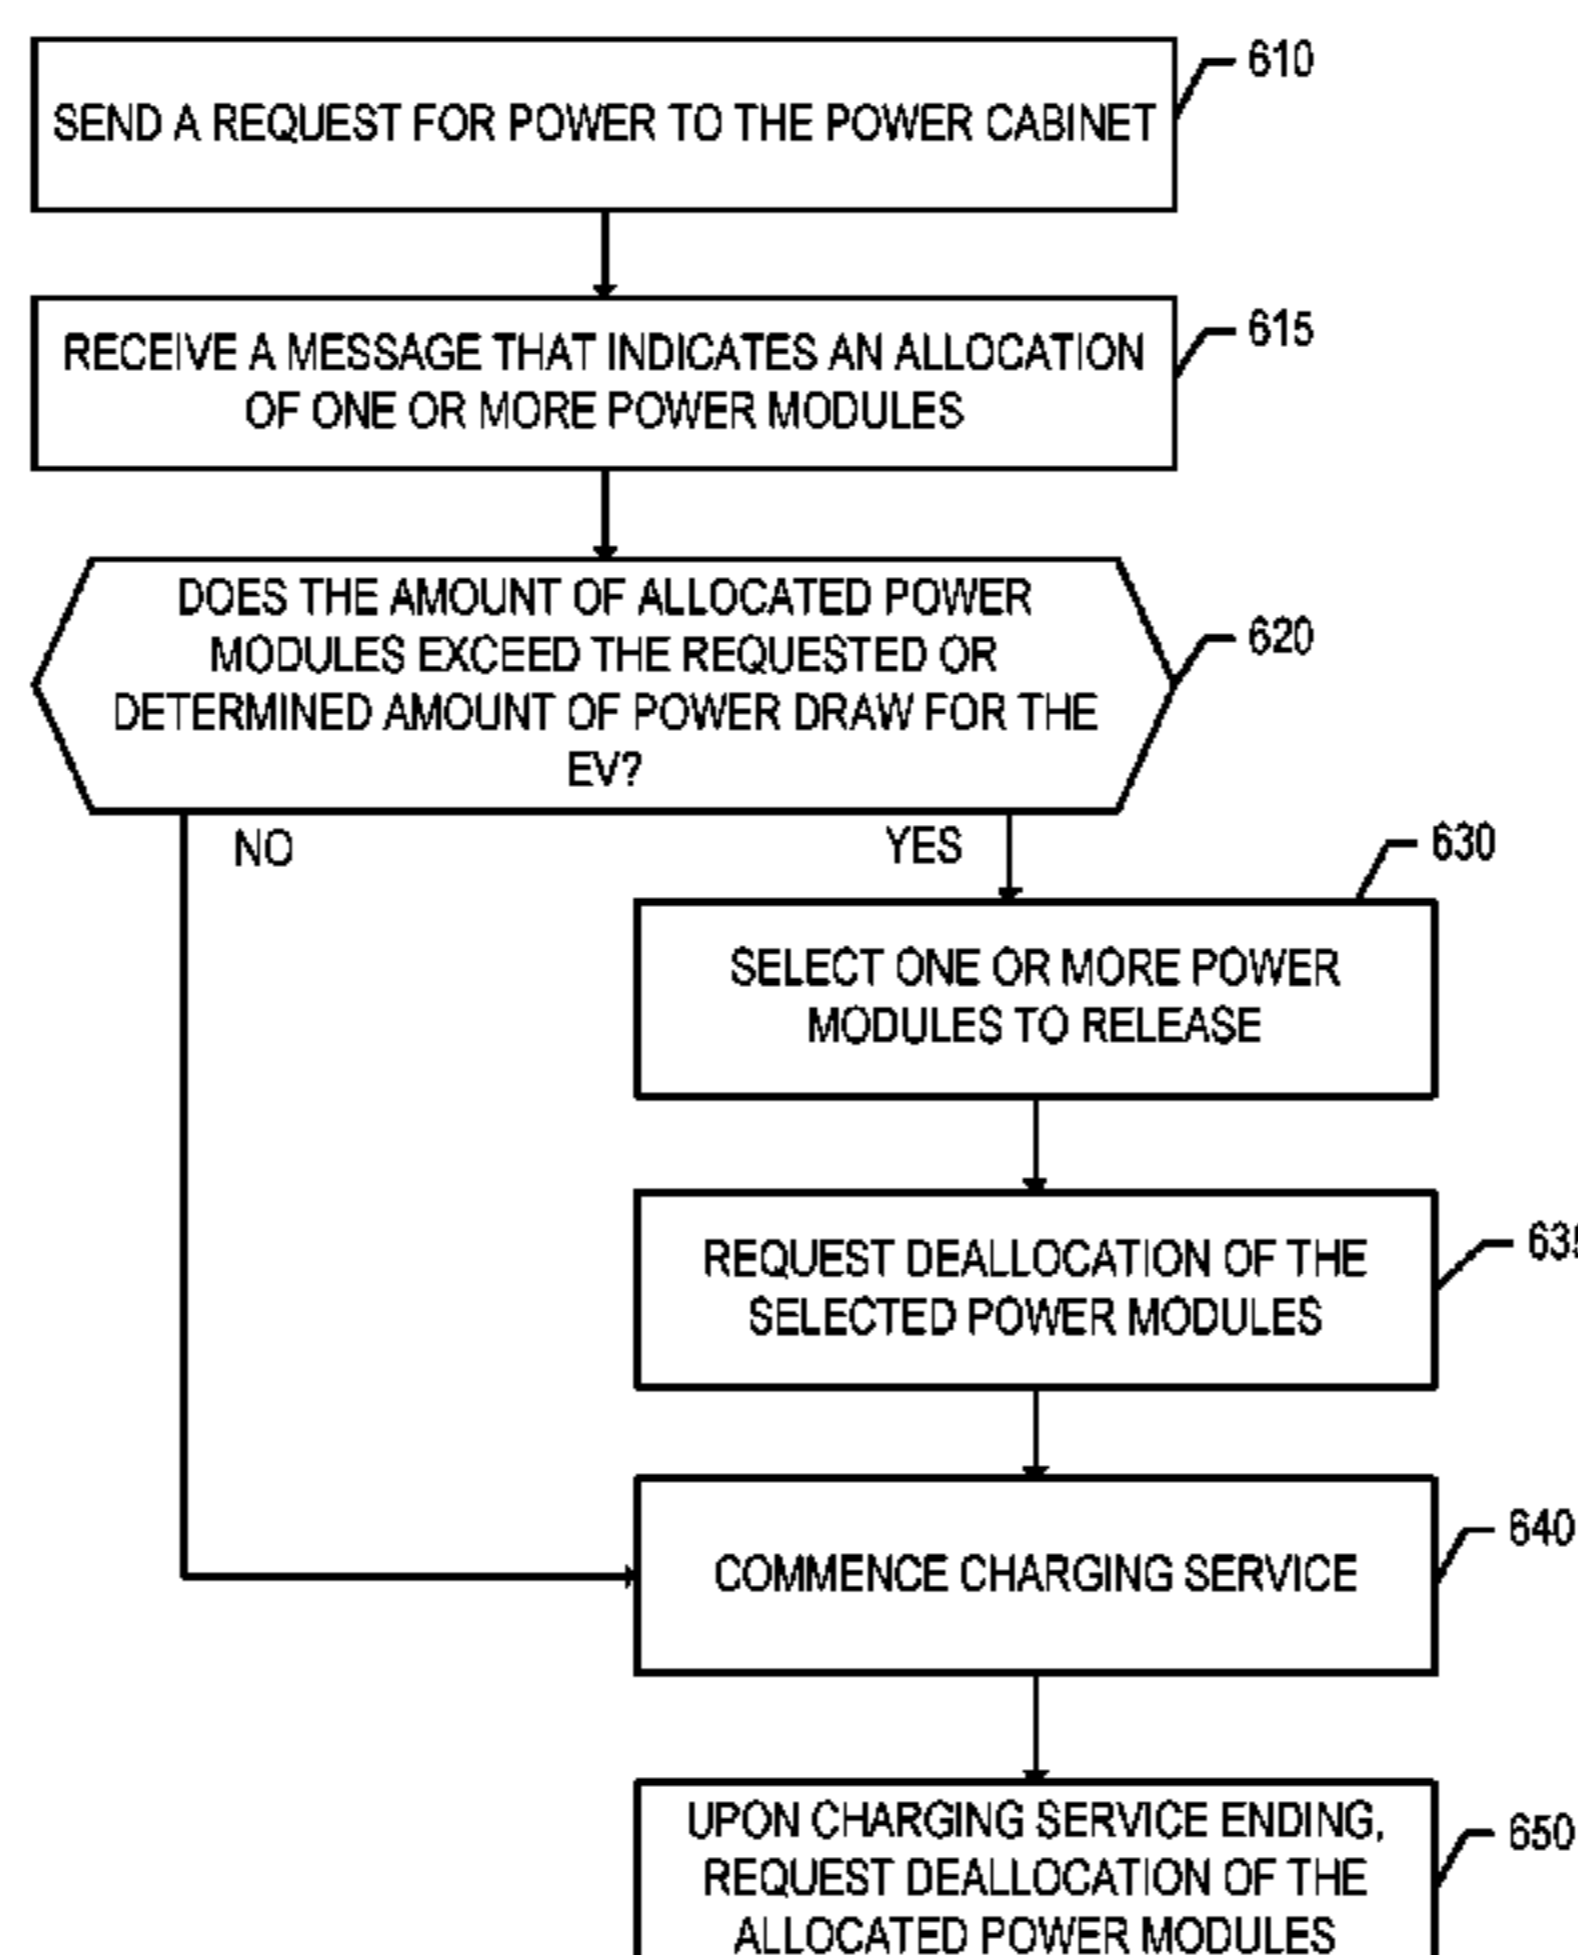 610
SEND A REQUEST FOR POWER TO THE POWER CABINET
615
RECEIVE A MESSAGE THAT INDICATES AN ALLOCATION
OF ONE OR MORE POWER MODULES
DOES THE AMOUNT OF ALLOCATED POWER
MODULES EXCEED THE REQUESTED OR
DETERMINED AMOUNT OF POWER DRAW FOR THE
EV?
620
NO
YES
630
SELECT ONE OR MORE POWER
MODULES TO RELEASE
REQUEST DEALLOCATION OF THE
SELECTED POWER MODULES
640
COMMENCE CHARGING SERVICE
UPON CHARGING SERVICE ENDING,
REQUEST DEALLOCATION OF THE
ALLOCATED POWER MODULES
650